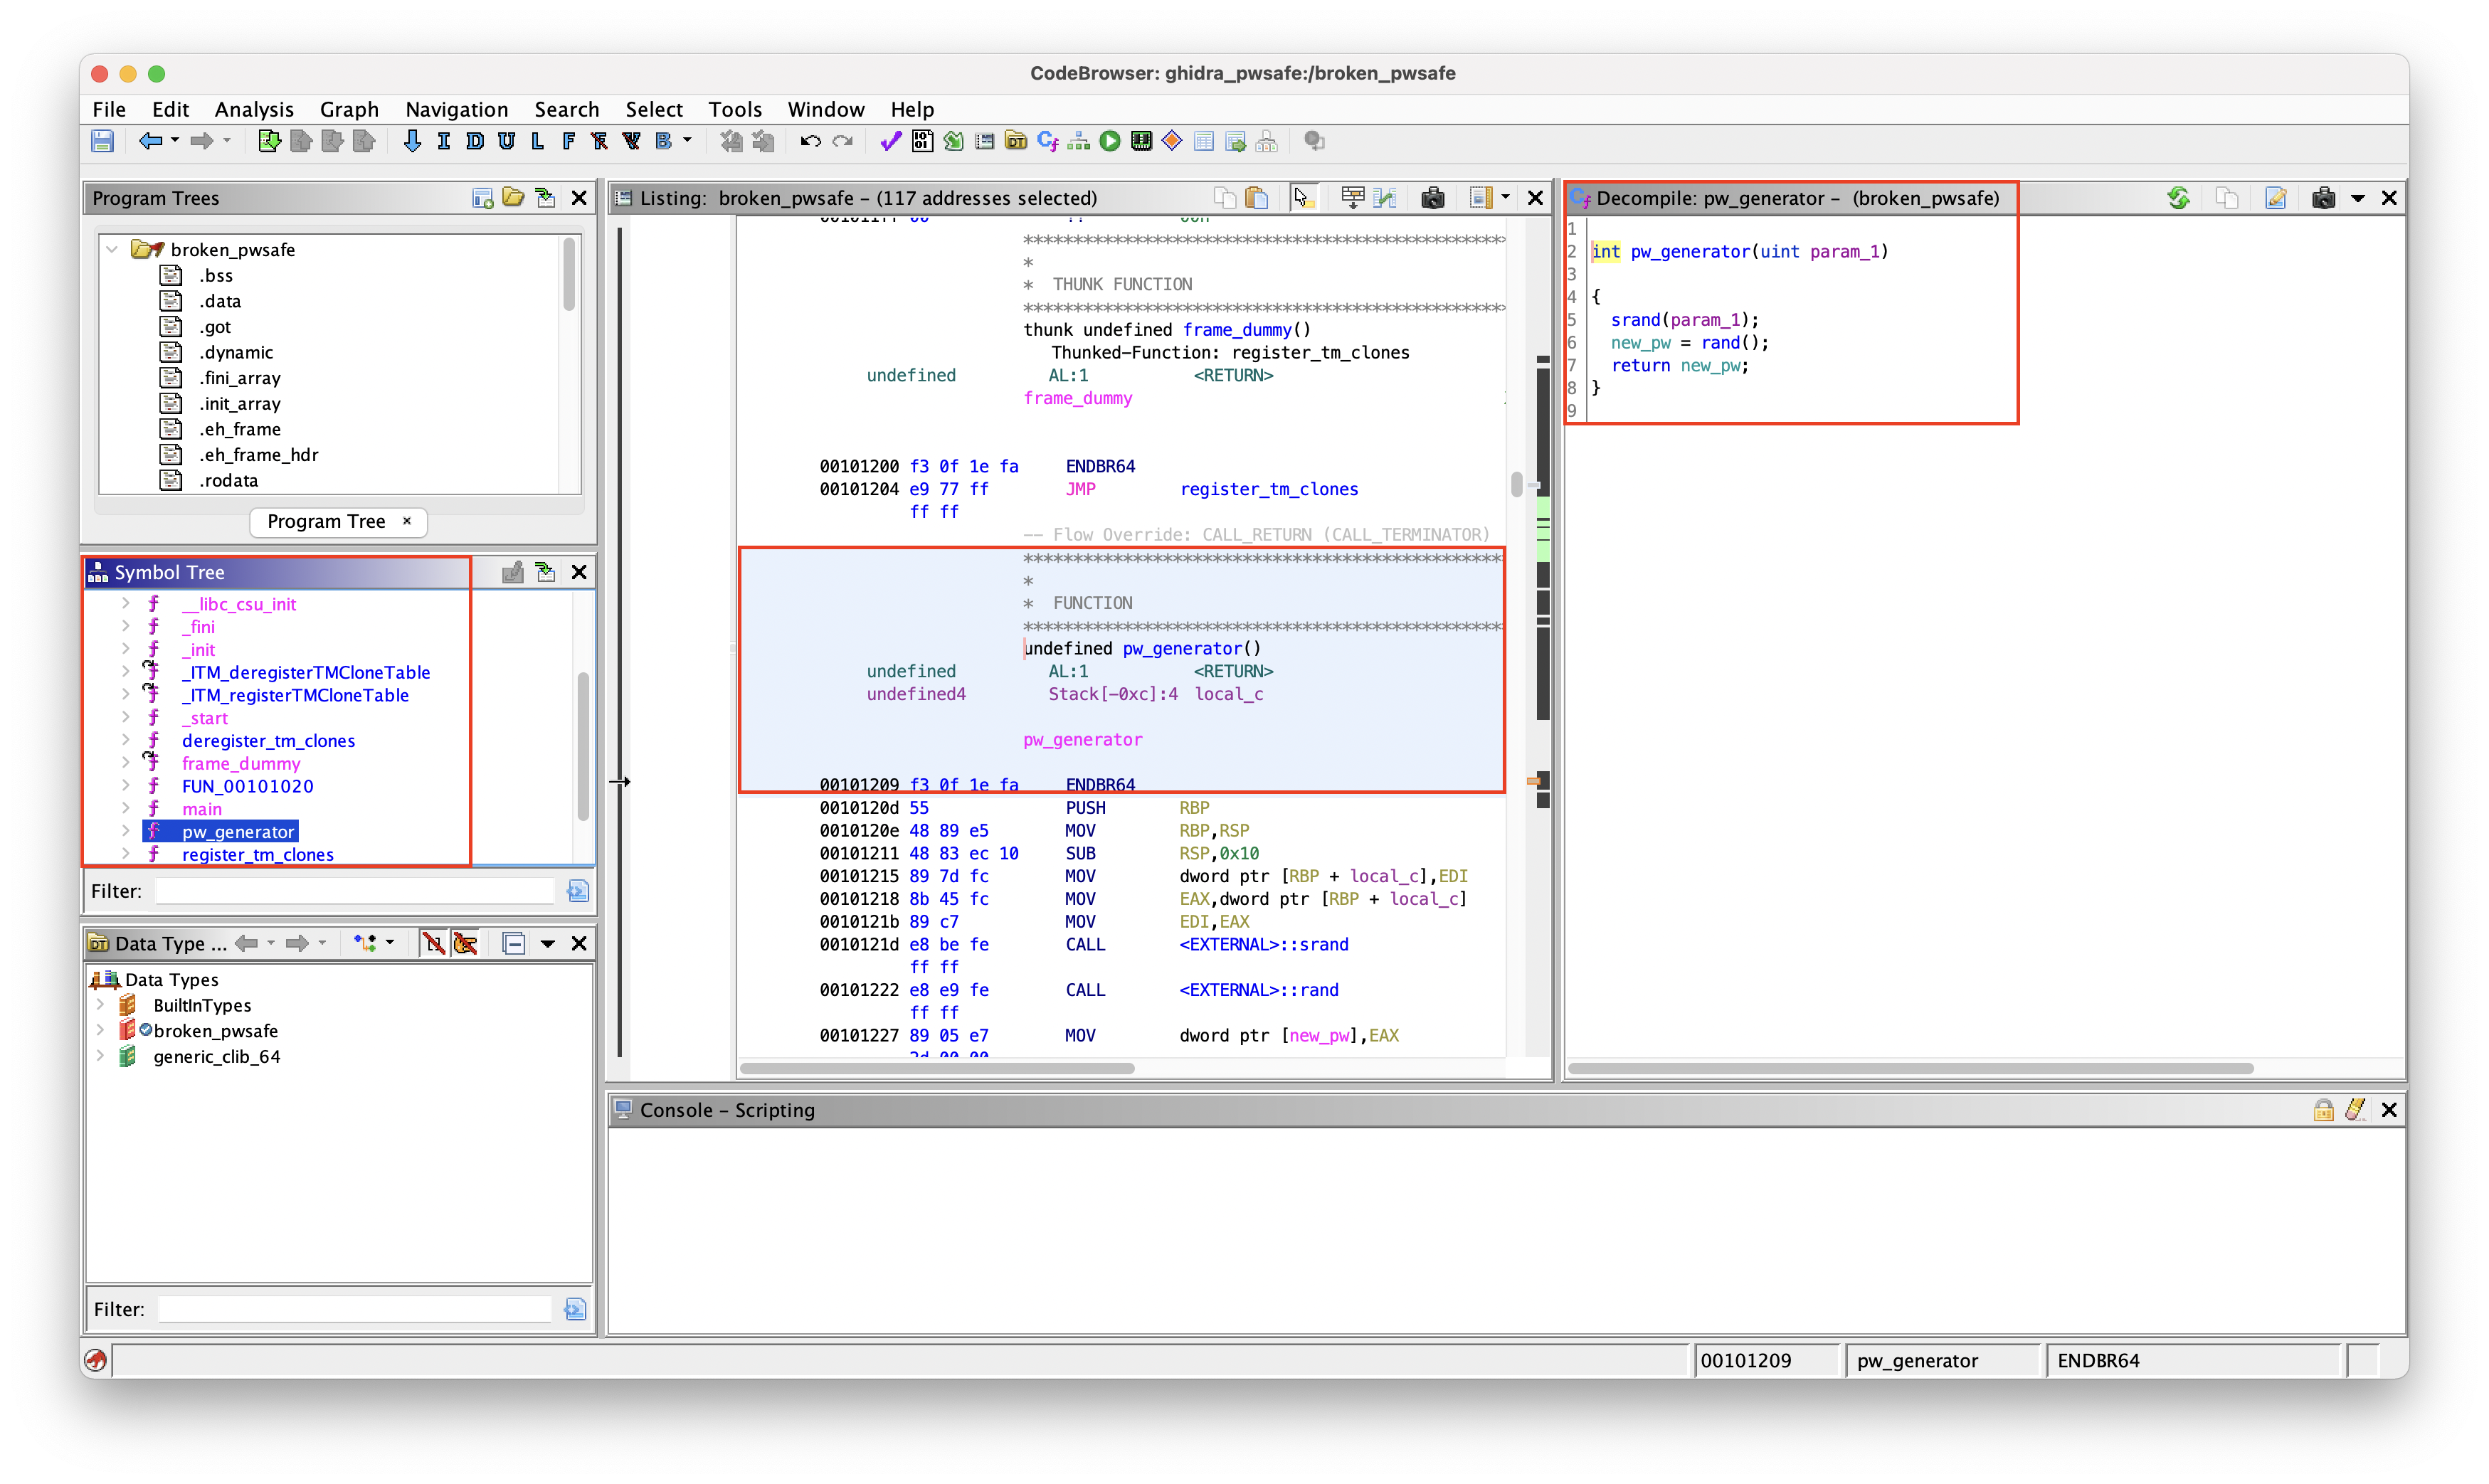 CodeBrowser: ghidra_pwsafe:/broken_pwsafe
File Edit Analysis Graph Navigation Search Select Tools Window Help
I D U L F B
Program Trees
broken_pwsafe
.bss
.data
.got
.dynamic
.fini_array
.init_array
.eh_frame
.eh_frame_hdr
.rodata
Program Tree ×
Symbol Tree
__libc_csu_init
_fini
_init
_ITM_deregisterTMCloneTable
_ITM_registerTMCloneTable
_start
deregister_tm_clones
frame_dummy
FUN_00101020
main
pw_generator
register_tm_clones
Filter:
Data Type ...
Data Types
BuiltInTypes
broken_pwsafe
generic_clib_64
Filter:
Listing: broken_pwsafe – (117 addresses selected)
*
* THUNK FUNCTION
thunk undefined frame_dummy()
Thunked-Function: register_tm_clones
undefined AL:1 <RETURN>
frame_dummy
00101200 f3 0f 1e fa ENDBR64
00101204 e9 77 ff JMP register_tm_clones
ff ff
-- Flow Override: CALL_RETURN (CALL_TERMINATOR)
*
* FUNCTION
undefined pw_generator()
undefined AL:1 <RETURN>
undefined4 Stack[-0xc]:4 local_c
pw_generator
00101209 f3 0f 1e fa ENDBR64
0010120d 55 PUSH RBP
0010120e 48 89 e5 MOV RBP,RSP
00101211 48 83 ec 10 SUB RSP,0x10
00101215 89 7d fc MOV dword ptr [RBP + local_c],EDI
00101218 8b 45 fc MOV EAX,dword ptr [RBP + local_c]
0010121b 89 c7 MOV EDI,EAX
0010121d e8 be fe CALL <EXTERNAL>::srand
ff ff
00101222 e8 e9 fe CALL <EXTERNAL>::rand
ff ff
00101227 89 05 e7 MOV dword ptr [new_pw],EAX
Decompile: pw_generator – (broken_pwsafe)
1
2 int pw_generator(uint param_1)
3
4 {
5 srand(param_1);
6 new_pw = rand();
7 return new_pw;
8 }
9
Console – Scripting
00101209 pw_generator ENDBR64